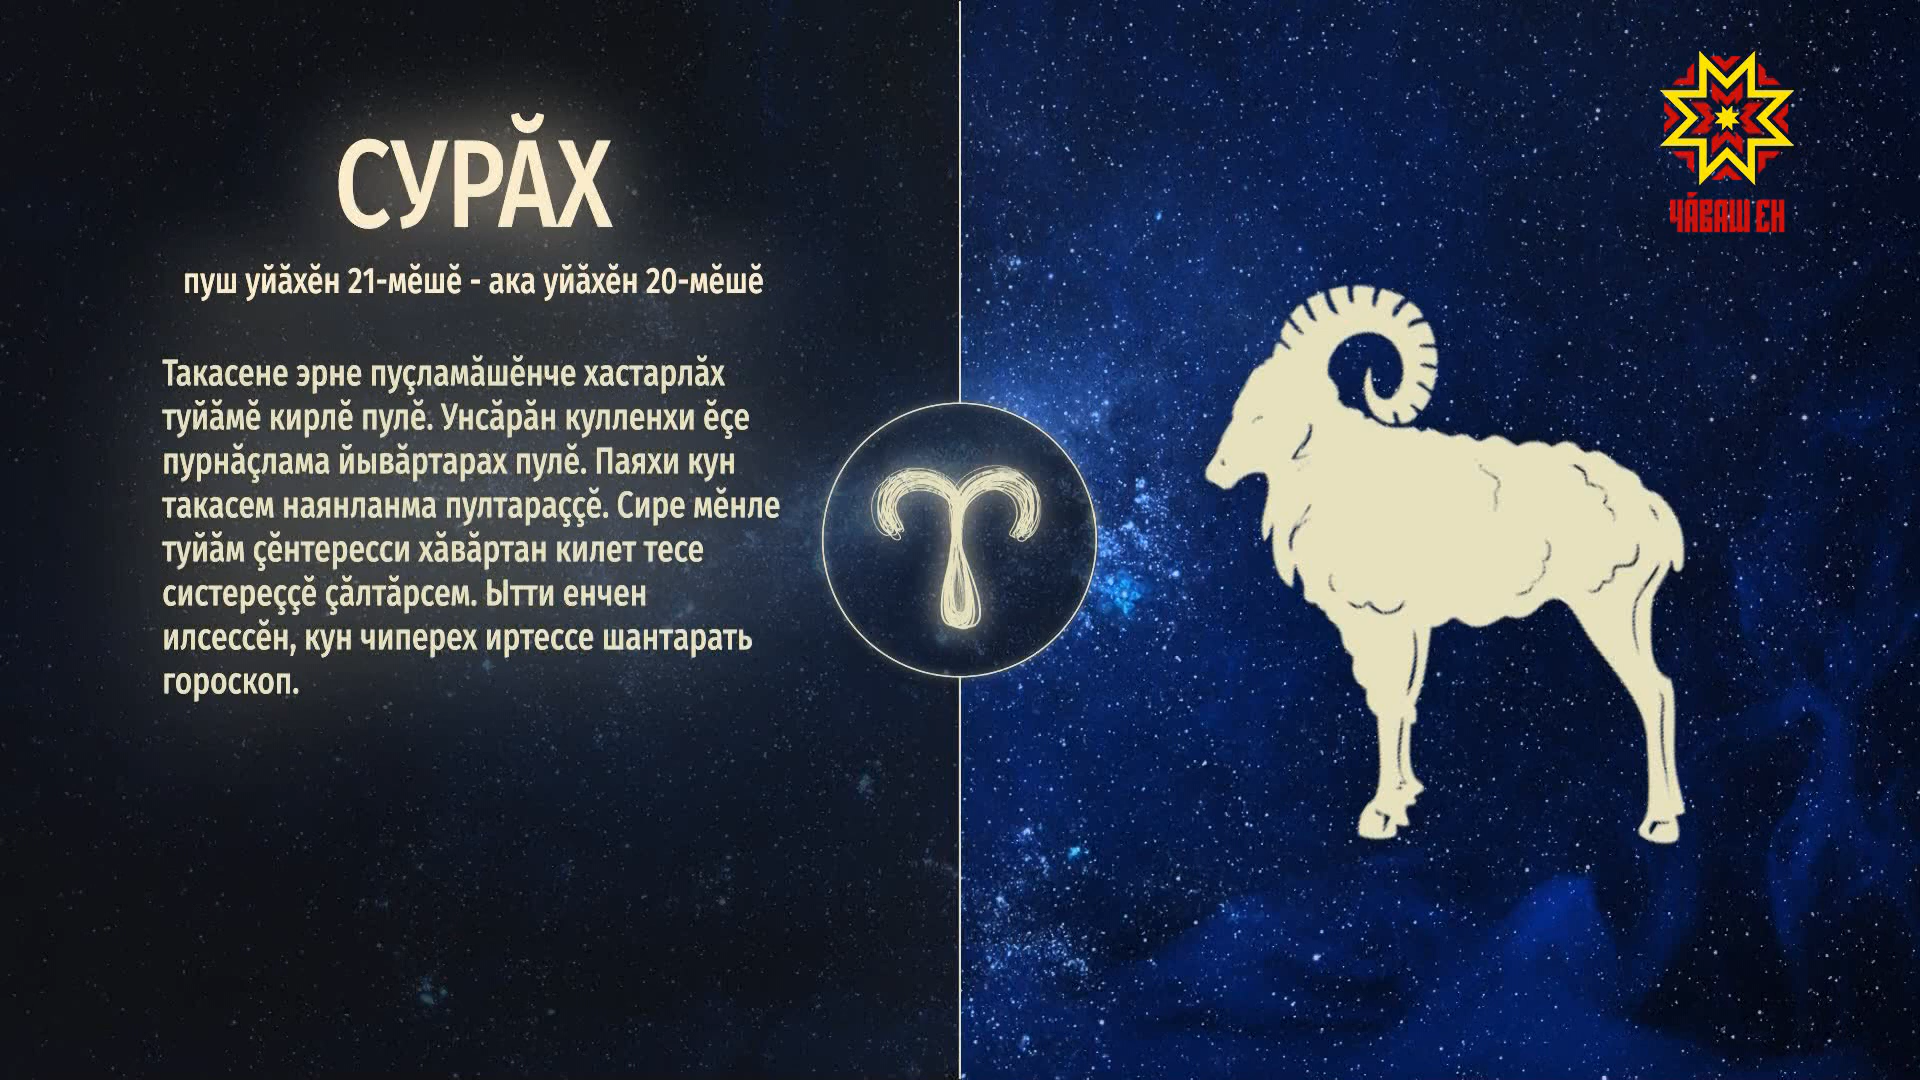 СУРӐХ
пуш уйӑхӗн 21-мӗшӗ - ака уйӑхӗн 20-мӗшӗ
Такасене эрне пуҫламӑшӗнче хастарлӑх
туйӑмӗ кирлӗ пулӗ. Унсӑрӑн кулленхи ӗҫе
пурнӑҫлама йывӑртарах пулӗ. Паяхи кун
такасем наянланма пултараҫҫӗ. Сире мӗнле
туйӑм ҫӗнтересси хӑвӑртан килет тесе
систереҫҫӗ ҫӑлтӑрсем. Ытти енчен
илсессӗн, кун чиперех иртессе шантарать
гороскоп.
ЧӐВАШ ЕН